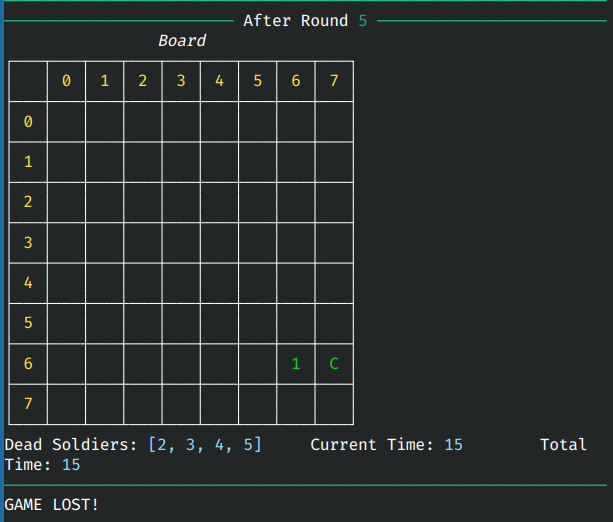 After Round 5
Board
0 1 2 3 4 5 6 7
0
1
2
3
4
5
6 1 C
7
Dead Soldiers: [2, 3, 4, 5] Current Time: 15 Total
Time: 15
GAME LOST!